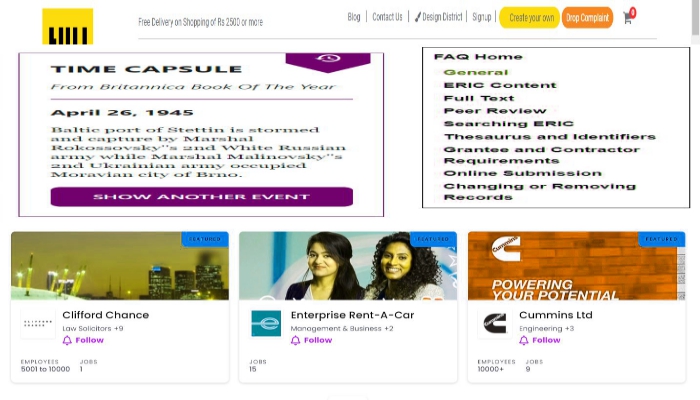 Free Delivery on Shopping of Rs 2500 or more
Blog
Contact Us
Design District
Signup
Create your own
Drop Complaint
0
TIME CAPSULE
From Britannica Book Of The Year
April 26, 1945
Baltic port of Stettin is stormed
and capture by Marshal
Rokossovsky"s 2nd White Russian
army while Marshal Malinovsky"s
2nd Ukrainian army occupied
Moravian city of Brno.
SHOW ANOTHER EVENT
FAQ Home
General
ERIC Content
Full Text
Peer Review
Searching ERIC
Thesaurus and Identifiers
Grantee and Contractor
Requirements
Online Submission
Changing or Removing
Records
FEATURED
Clifford Chance
Law Solicitors +9
Follow
EMPLOYEES
5001 to 10000
JOBS
1
FEATURED
Enterprise Rent-A-Car
Management & Business +2
Follow
JOBS
15
FEATURED
Cummins
POWERING
YOUR POTENTIAL
Cummins Ltd
Engineering +3
Follow
EMPLOYEES
10000+
JOBS
9